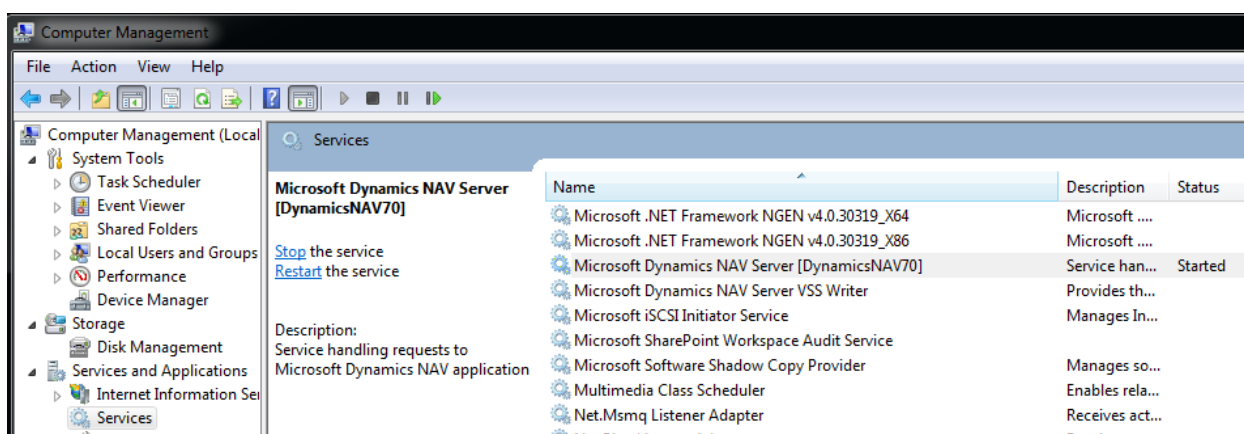 Computer Management
File Action View Help
Computer Management (Local
System Tools
Task Scheduler
Event Viewer
Shared Folders
Local Users and Groups
Performance
Device Manager
Storage
Disk Management
Services and Applications
Internet Information Ser
Services
Services
Microsoft Dynamics NAV Server
[DynamicsNAV70]
Stop the service
Restart the service
Description:
Service handling requests to
Microsoft Dynamics NAV application
Name Description Status
Microsoft .NET Framework NGEN v4.0.30319_X64 Microsoft ....
Microsoft .NET Framework NGEN v4.0.30319_X86 Microsoft ....
Microsoft Dynamics NAV Server [DynamicsNAV70] Service han... Started
Microsoft Dynamics NAV Server VSS Writer Provides th...
Microsoft iSCSI Initiator Service Manages In...
Microsoft SharePoint Workspace Audit Service
Microsoft Software Shadow Copy Provider Manages so...
Multimedia Class Scheduler Enables rela...
Net.Msmq Listener Adapter Receives act...